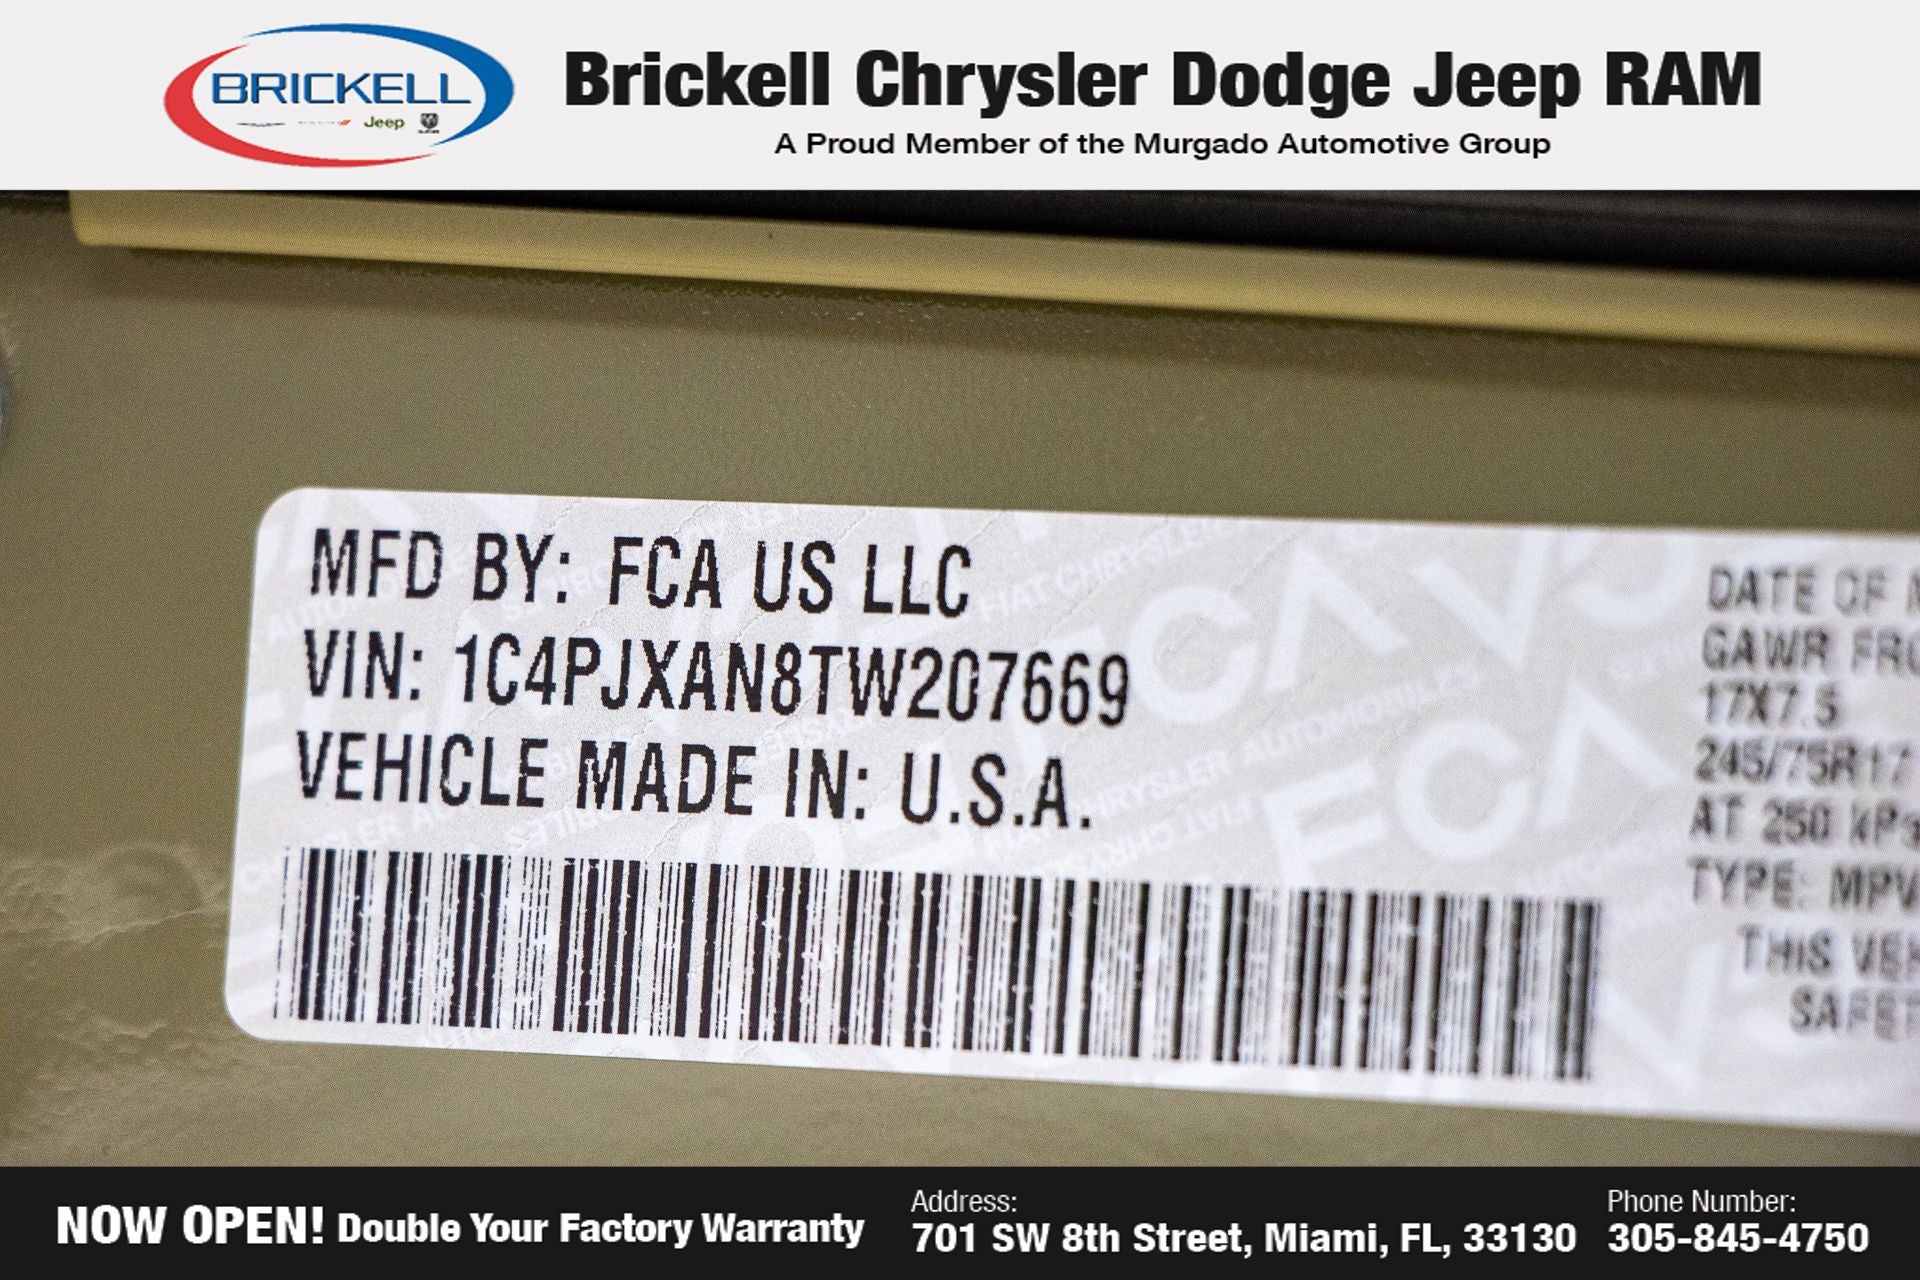 BRICKELL
Jeep
Brickell Chrysler Dodge Jeep RAM
A Proud Member of the Murgado Automotive Group
MFD BY: FCA US LLC
VIN: 1C4PJXAN8TW207669
VEHICLE MADE IN: U.S.A.
DATE OF
GAWR
17X7.5
245/75R17
AT 250 kPa
TYPE: MPV
THIS
NOW OPEN! Double Your Factory Warranty
Address:
701 SW 8th Street, Miami, FL, 33130
Phone Number:
305-845-4750